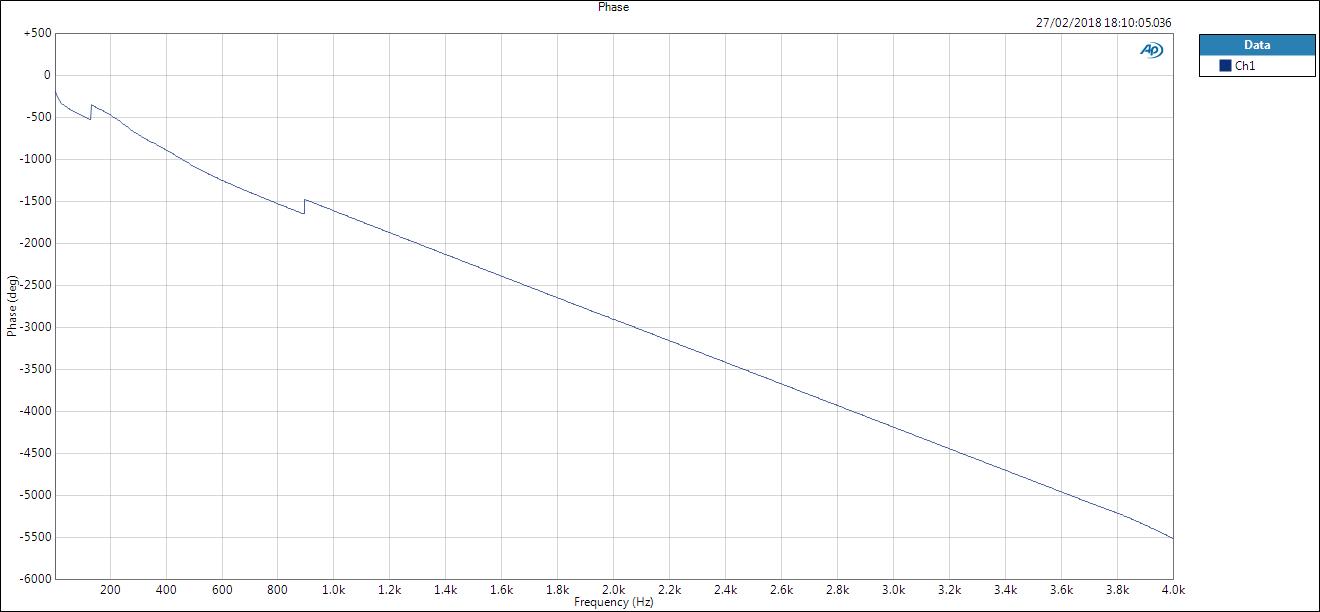 Phase
27/02/2018 18:10:05.036
+500
0
-500
-1000
-1500
-2000
-2500
-3000
-3500
-4000
-4500
-5000
-5500
-6000
Phase (deg)
AP
Data
Ch1
200 400 600 800 1.0k 1.2k 1.4k 1.6k 1.8k 2.0k 2.2k 2.4k 2.6k 2.8k 3.0k 3.2k 3.4k 3.6k 3.8k 4.0k
Frequency (Hz)